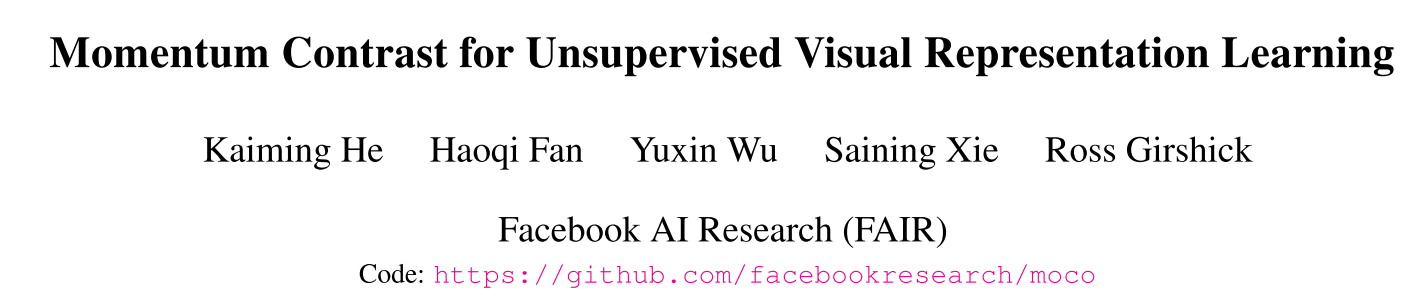 Momentum Contrast for Unsupervised Visual Representation Learning
Kaiming He Haoqi Fan Yuxin Wu Saining Xie Ross Girshick
Facebook AI Research (FAIR)
Code: https://github.com/facebookresearch/moco